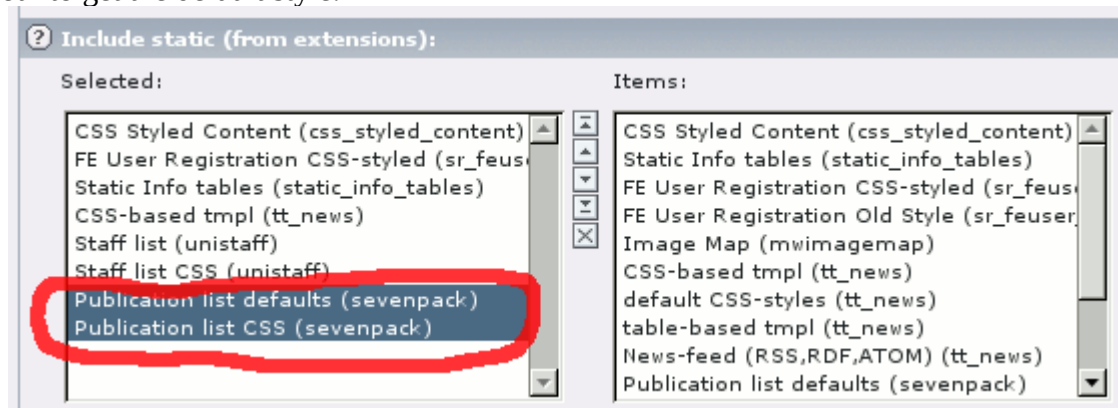 Include static (from extensions):
Selected:
Items:
CSS Styled Content (css_styled_content)
FE User Registration CSS-styled
Static Info tables (static_info_tables)
CSS-based tmpl (tt_news)
Staff list (unistaff)
Staff list CSS (unistaff)
Publication list defaults (sevenpack)
Publication list CSS (sevenpack)
CSS Styled Content (css_styled_content)
Static Info tables (static_info_tables)
FE User Registration CSS-styled
FE User Registration Old Style (sr_feuser
Image Map (mwimagemap)
CSS-based tmpl (tt_news)
default CSS-styles (tt_news)
table-based tmpl (tt_news)
News-feed (RSS,RDF,ATOM) (tt_news)
Publication list defaults (sevenpack)